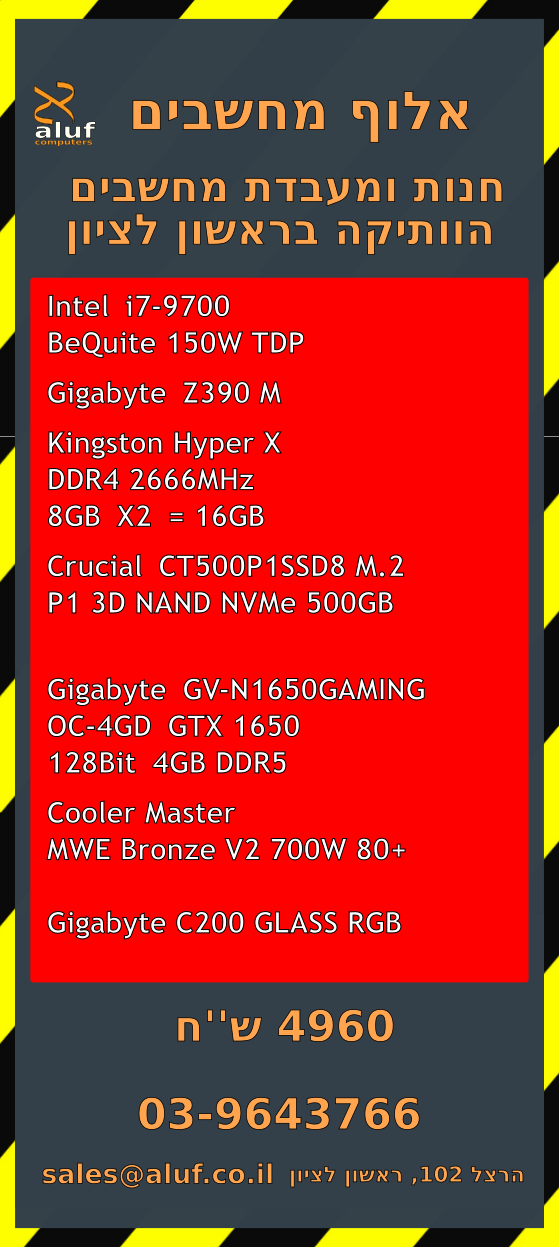 aluf
computers
אלוף מחשבים
חנות ומעבדת מחשבים
הוותיקה בראשון לציון
Intel i7-9700
BeQuite 150W TDP
Gigabyte Z390 M
Kingston Hyper X
DDR4 2666MHz
8GB X2 = 16GB
Crucial CT500P1SSD8 M.2
P1 3D NAND NVMe 500GB
Gigabyte GV-N1650GAMING
OC-4GD GTX 1650
128Bit 4GB DDR5
Cooler Master
MWE Bronze V2 700W 80+
Gigabyte C200 GLASS RGB
4960 ש''ח
03-9643766
הרצל 102, ראשון לציון sales@aluf.co.il